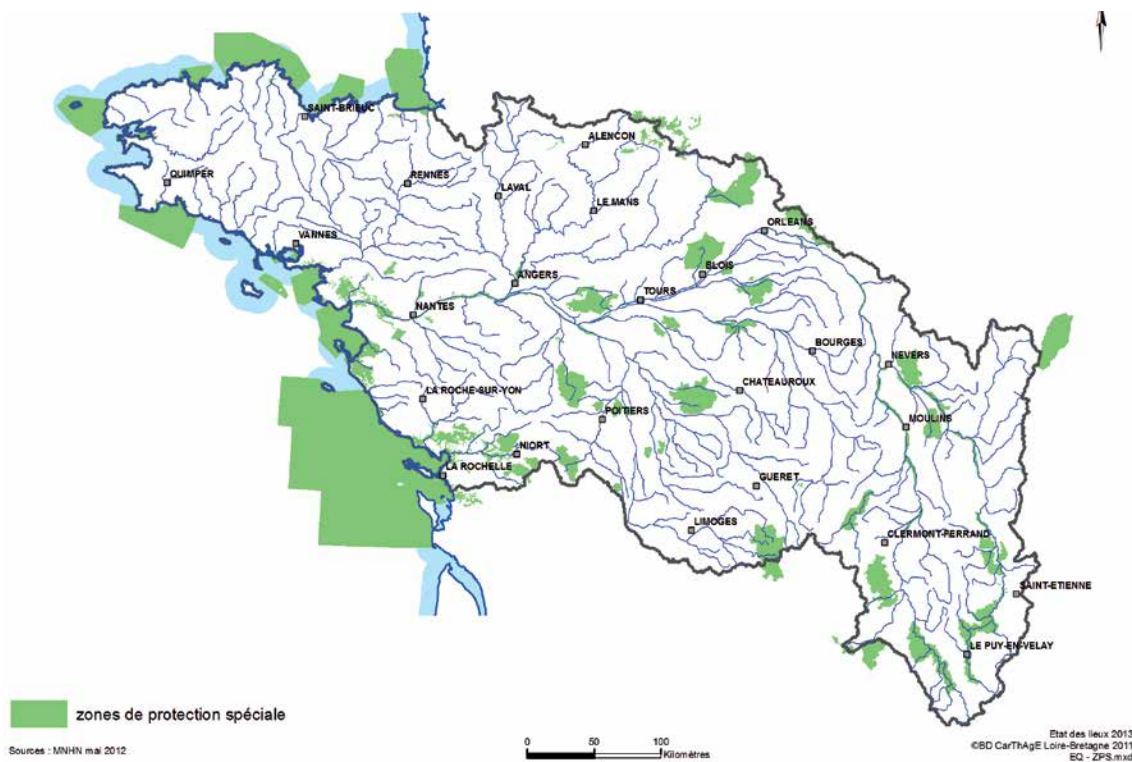 SAINT-BRIEUC
ALENCON
QUIMPER
RENNES
LAVAL
LE MANS
ORLEANS
VANNES
BLOIS
ANGERS
TOURS
NANTES
BOURGES
NEVERS
LA ROCHE-SUR-YON
CHATEAUROUX
POITIERS
MOULINS
NIORT
LA ROCHELLE
GUERET
LIMOGES
CLERMONT-FERRAND
SAINT-ETIENNE
LE PUY-EN-VELAY
zones de protection spéciale
Sources : MNHN mai 2012
0 50 100
Kilomètres
Etat des lieux 2013
©BD CarThAgE Loire-Bretagne 2011
EQ - ZPS.mxd